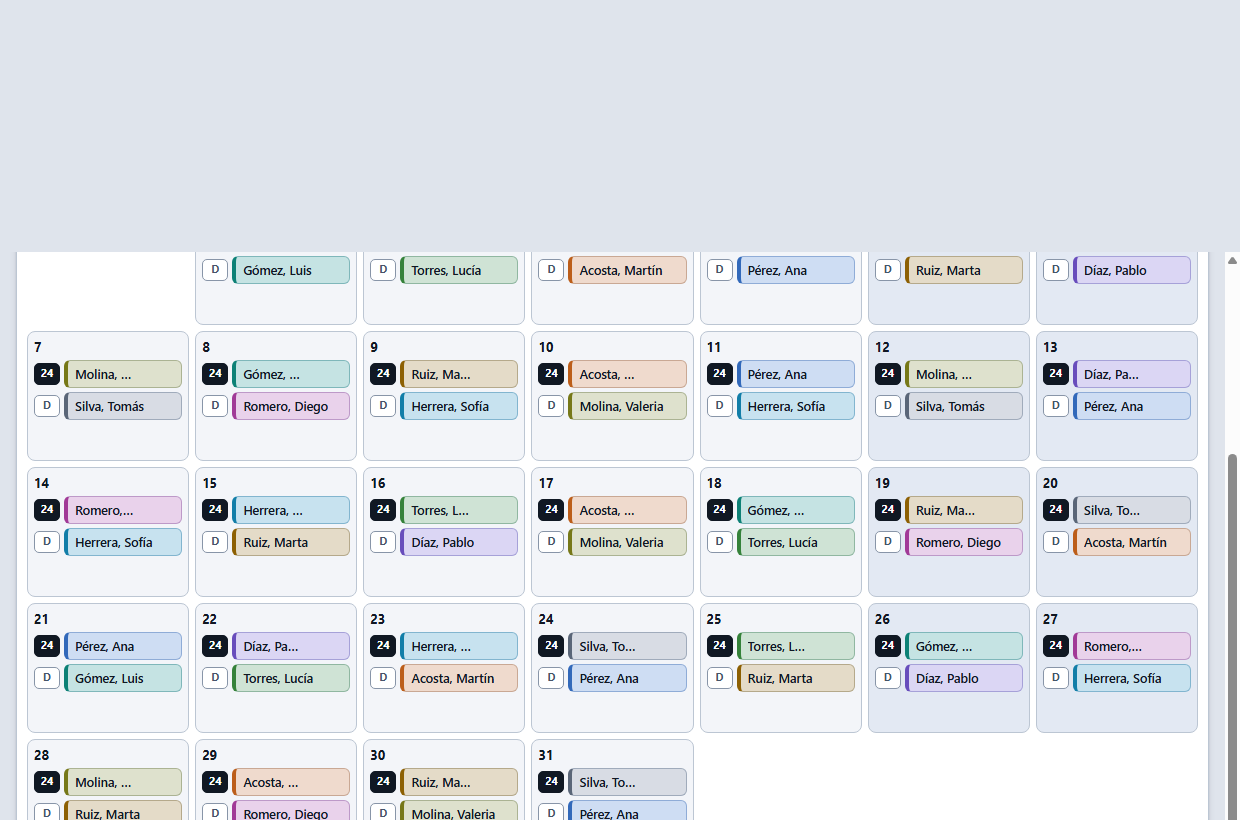 D Gómez, Luis D Torres, Lucía D Acosta, Martín D Pérez, Ana D Ruiz, Marta D Díaz, Pablo
7 8 9 10 11 12 13
24 Molina, ... 24 Gómez, ... 24 Ruiz, Ma... 24 Acosta, ... 24 Pérez, Ana 24 Molina, ... 24 Díaz, Pa...
D Silva, Tomás D Romero, Diego D Herrera, Sofía D Molina, Valeria D Herrera, Sofía D Silva, Tomás D Pérez, Ana
14 15 16 17 18 19 20
24 Romero,... 24 Herrera, ... 24 Torres, L... 24 Acosta, ... 24 Gómez, ... 24 Ruiz, Ma... 24 Silva, To...
D Herrera, Sofía D Ruiz, Marta D Díaz, Pablo D Molina, Valeria D Torres, Lucía D Romero, Diego D Acosta, Martín
21 22 23 24 25 26 27
24 Pérez, Ana 24 Díaz, Pa... 24 Herrera, ... 24 Silva, To... 24 Torres, L... 24 Gómez, ... 24 Romero,...
D Gómez, Luis D Torres, Lucía D Acosta, Martín D Pérez, Ana D Ruiz, Marta D Díaz, Pablo D Herrera, Sofía
28 29 30 31
24 Molina, ... 24 Acosta, ... 24 Ruiz, Ma... 24 Silva, To...
D Ruiz, Marta D Romero, Diego D Molina, Valeria D Pérez, Ana